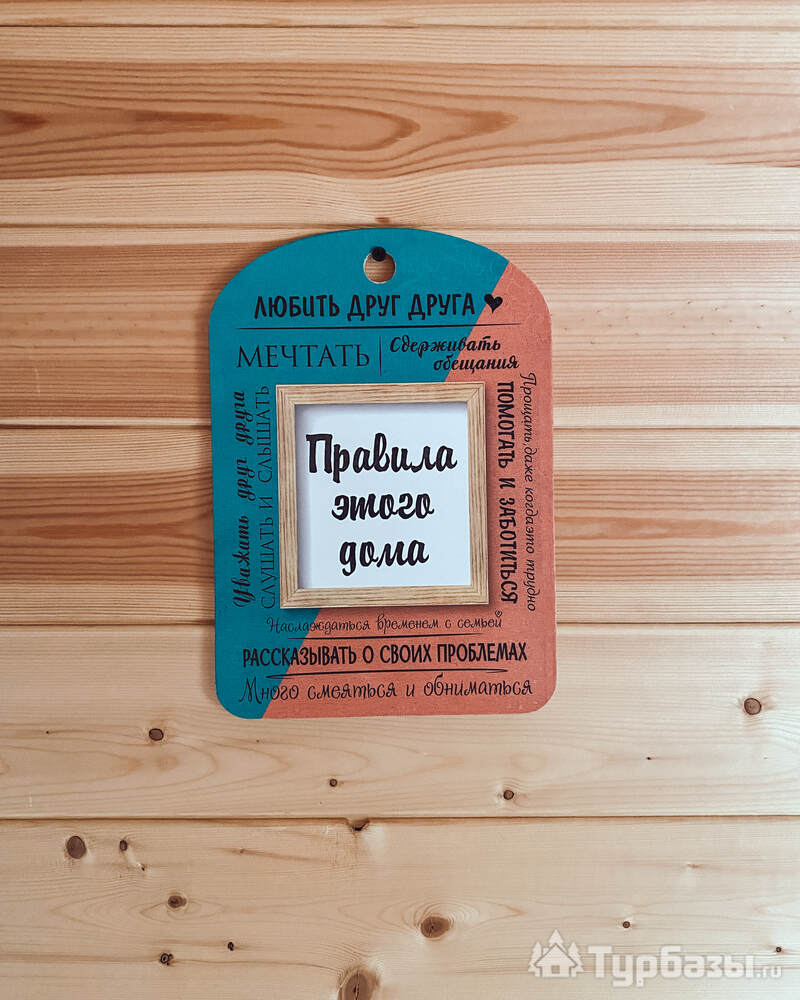 ЛЮБИТЬ ДРУГ ДРУГА
МЕЧТАТЬ
Сдерживать
обещания
Уважать друг друга
СЛУШАТЬ И СЛЫШАТЬ
Правила
этого
дома
ПОМОГАТЬ И ЗАБОТИТЬСЯ
Прощать, даже когда это трудно
Наслаждаться временем с семьей
РАССКАЗЫВАТЬ О СВОИХ ПРОБЛЕМАХ
Много смеяться и обниматься
Турбазы.ru